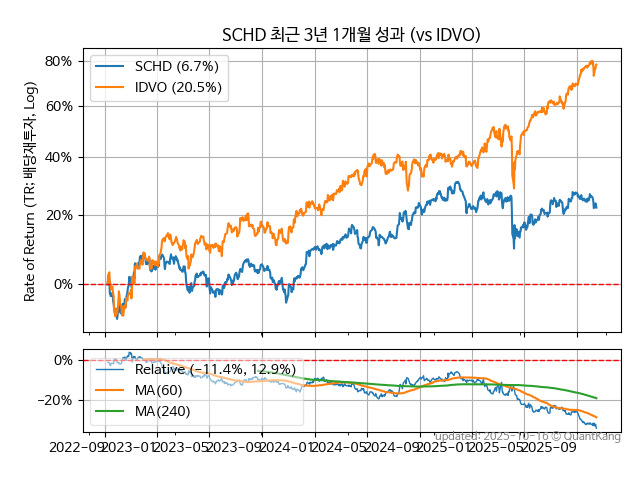 SCHD 최근 3년 1개월 성과 (vs IDVO)
Rate of Return (TR: 배당재투자, Log)
80%
60%
40%
20%
0%
SCHD (6.7%)
IDVO (20.5%)
0%
−20%
Relative (−11.4%, 12.9%)
MA(60)
MA(240)
2022-09 2023-01 2023-05 2023-09 2024-01 2024-05 2024-09 2025-01 2025-05 2025-09
updated: 2025-10-16 © QuantKang